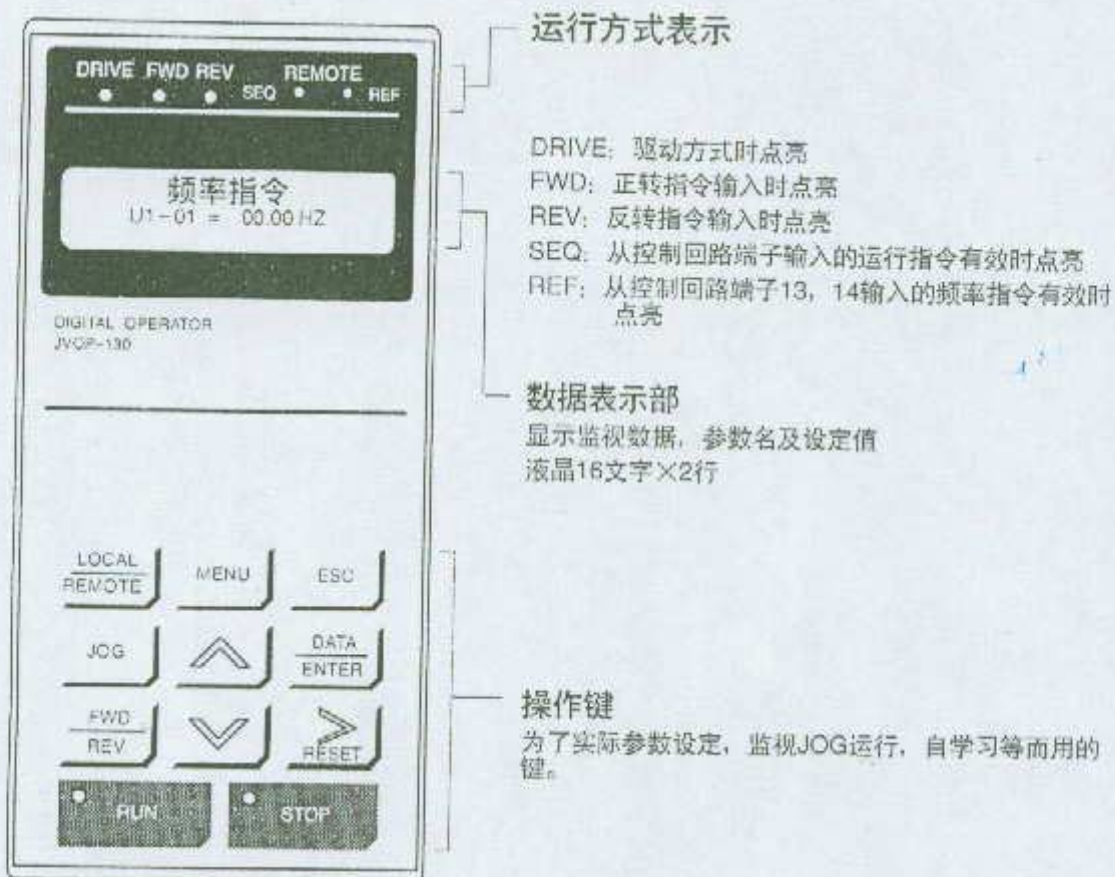 运行方式表示
DRIVE FWD REV SEQ REMOTE REF
DRIVE：驱动方式时点亮
FWD：正转指令输入时点亮
REV：反转指令输入时点亮
SEQ：从控制回路端子输入的运行指令有效时点亮
REF：从控制回路端子13，14输入的频率指令有效时
点亮
频率指令
U1-01 = 00.00 HZ
DIGITAL OPERATOR
JVOP-130
数据表示部
显示监视数据，参数名及设定值
液晶16文字×2行
LOCAL
REMOTE
MENU
ESC
JOG
DATA
ENTER
FWD
REV
RESET
RUN
STOP
操作键
为了实际参数设定，监视JOG运行，自学习等而用的
键。